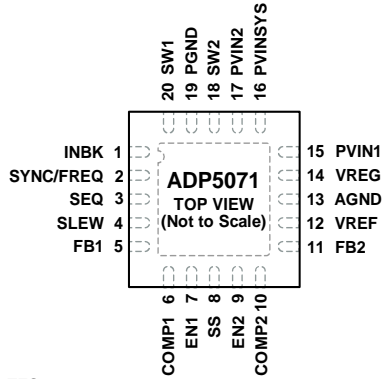 20 SW1
19 PGND
18 SW2
17 PVIN2
16 PVINSYS
INBK 1
SYNC/FREQ 2
SEQ 3
SLEW 4
FB1 5
ADP5071
TOP VIEW
(Not to Scale)
15 PVIN1
14 VREG
13 AGND
12 VREF
11 FB2
COMP1 6
EN1 7
SS 8
EN2 9
COMP2 10